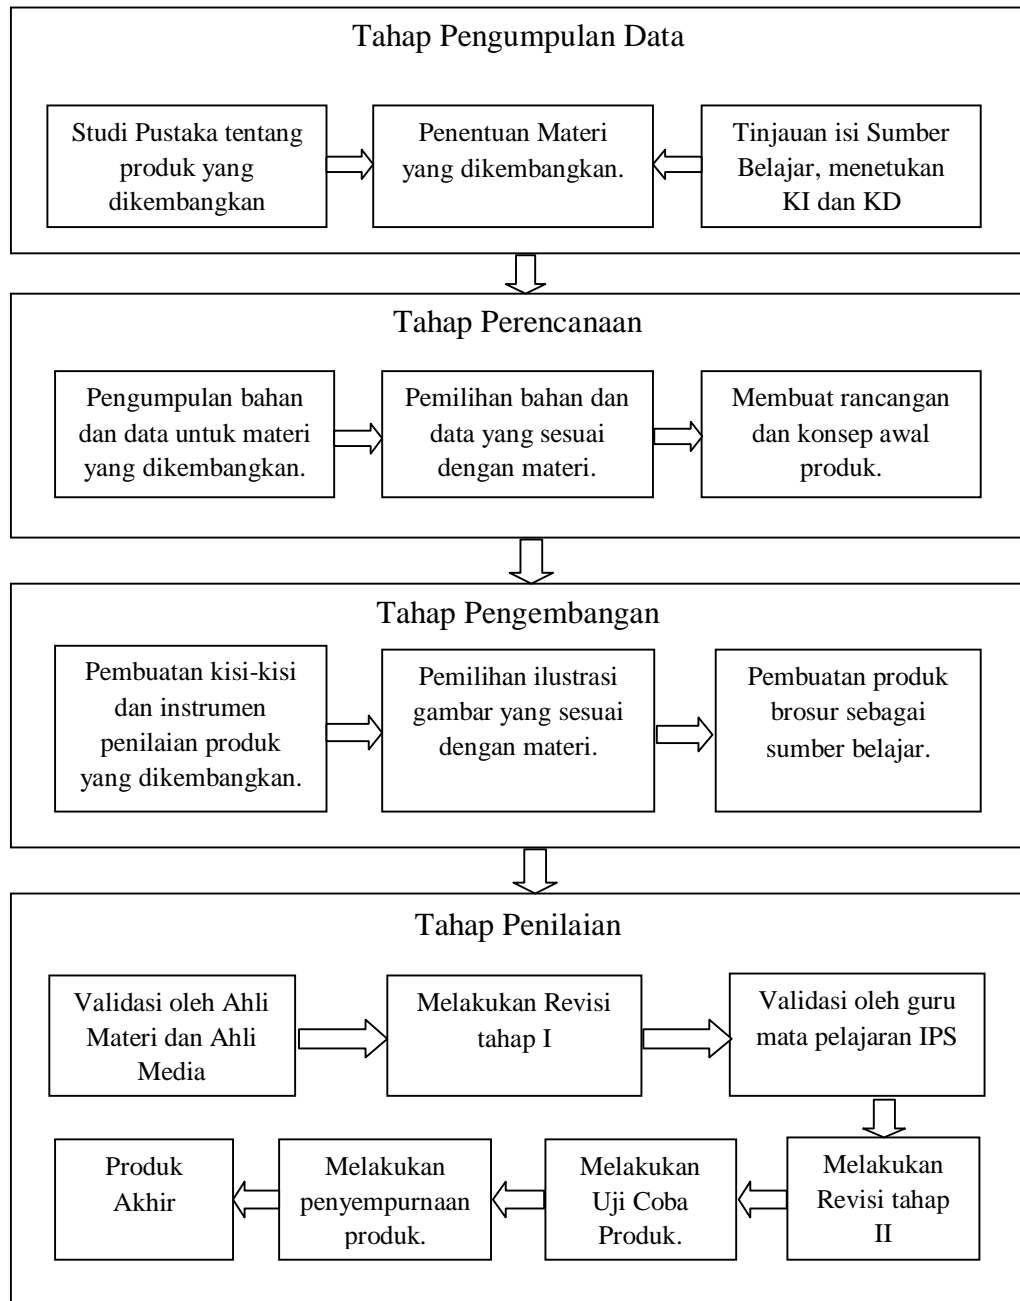 Tahap Pengumpulan Data
Studi Pustaka tentang
produk yang
dikembangkan
Penentuan Materi
yang dikembangkan.
Tinjauan isi Sumber
Belajar, menetukan
KI dan KD
Tahap Perencanaan
Pengumpulan bahan
dan data untuk materi
yang dikembangkan.
Pemilihan bahan dan
data yang sesuai
dengan materi.
Membuat rancangan
dan konsep awal
produk.
Tahap Pengembangan
Pembuatan kisi-kisi
dan instrumen
penilaian produk
yang dikembangkan.
Pemilihan ilustrasi
gambar yang sesuai
dengan materi.
Pembuatan produk
brosur sebagai
sumber belajar.
Tahap Penilaian
Validasi oleh Ahli
Materi dan Ahli
Media
Melakukan Revisi
tahap I
Validasi oleh guru
mata pelajaran IPS
Melakukan
Revisi tahap
II
Melakukan
Uji Coba
Produk.
Melakukan
penyempurnaan
produk.
Produk
Akhir